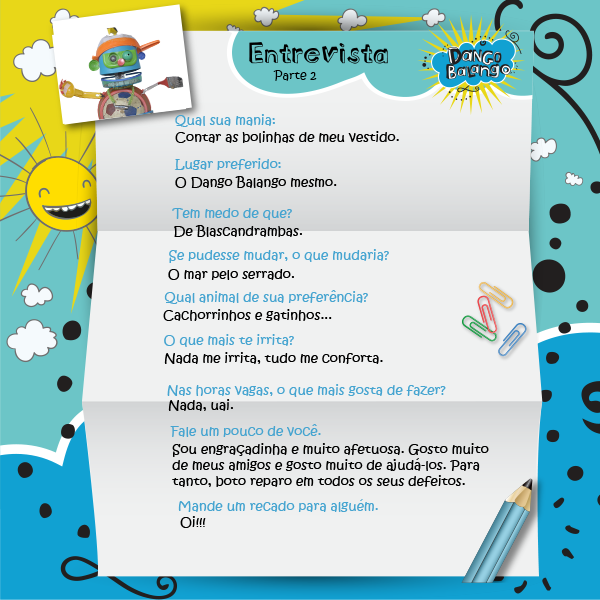 Entrevista
Parte 2
Dango
Balango
Qual sua mania:
Contar as bolinhas de meu vestido.
Lugar preferido:
O Dango Balango mesmo.
Tem medo de que?
De Blascandrambas.
Se pudesse mudar, o que mudaria?
O mar pelo serrado.
Qual animal de sua preferência?
Cachorrinhos e gatinhos...
O que mais te irrita?
Nada me irrita, tudo me conforta.
Nas horas vagas, o que mais gosta de fazer?
Nada, uai.
Fale um pouco de você.
Sou engraçadinha e muito afetuosa. Gosto muito
de meus amigos e gosto muito de ajudá-los. Para
tanto, boto reparo em todos os seus defeitos.
Mande um recado para alguém.
Oi!!!